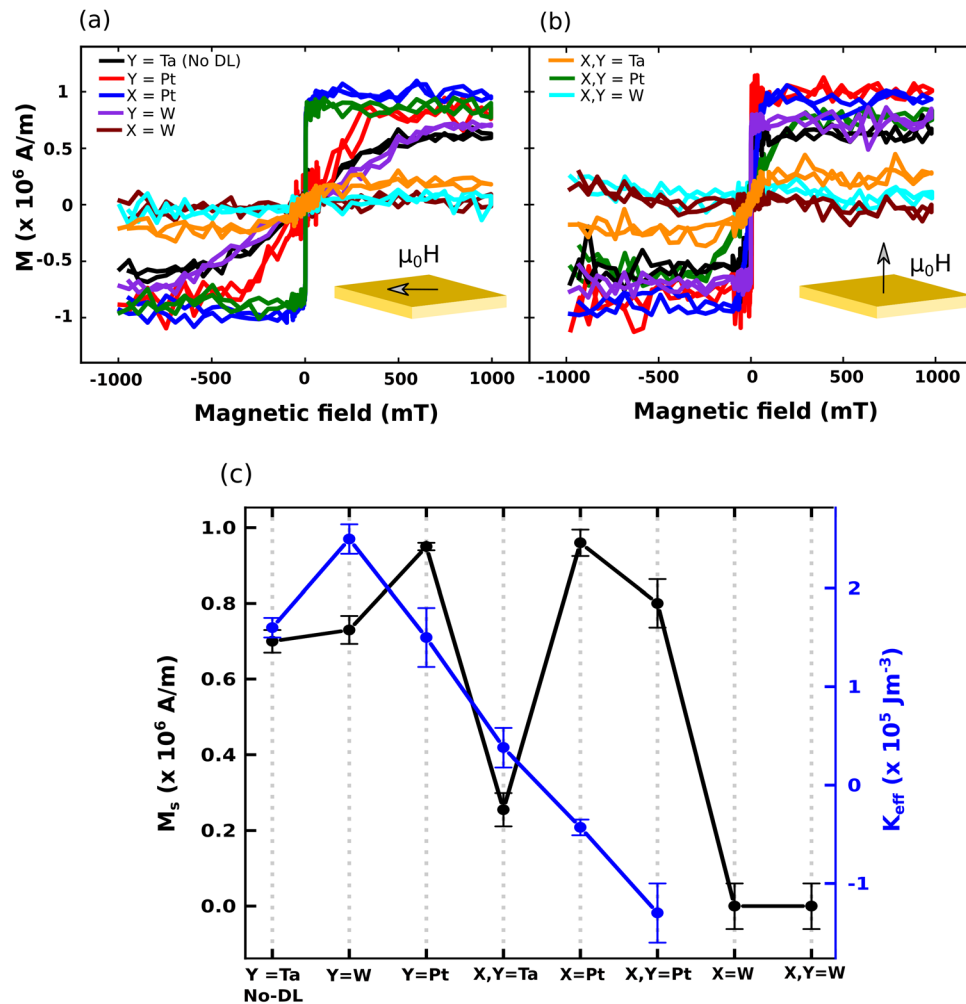 (a)
(b)
Y = Ta (No DL)
Y = Pt
X = Pt
Y = W
X = W
X,Y = Ta
X,Y = Pt
X,Y = W
M (x 10⁶ A/m)
1
0.5
0
-0.5
-1
μ₀H
μ₀H
-1000 -500 0 500 1000
-1000 -500 0 500 1000
Magnetic field (mT)
Magnetic field (mT)
(c)
Mₛ (x 10⁶ A/m)
1.0
0.8
0.6
0.4
0.2
0.0
2
1
0
-1
K_eff (x 10⁵ Jm⁻³)
Y =Ta Y=W Y=Pt X,Y=Ta X=Pt X,Y=Pt X=W X,Y=W
No-DL